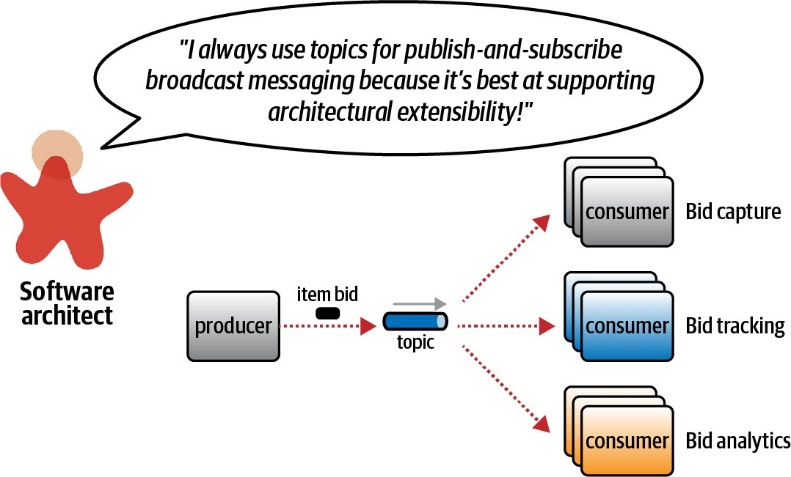 "I always use topics for publish-and-subscribe
broadcast messaging because it's best at supporting
architectural extensibility!"
Software
architect
producer
item bid
topic
consumer
Bid capture
consumer
Bid tracking
consumer
Bid analytics